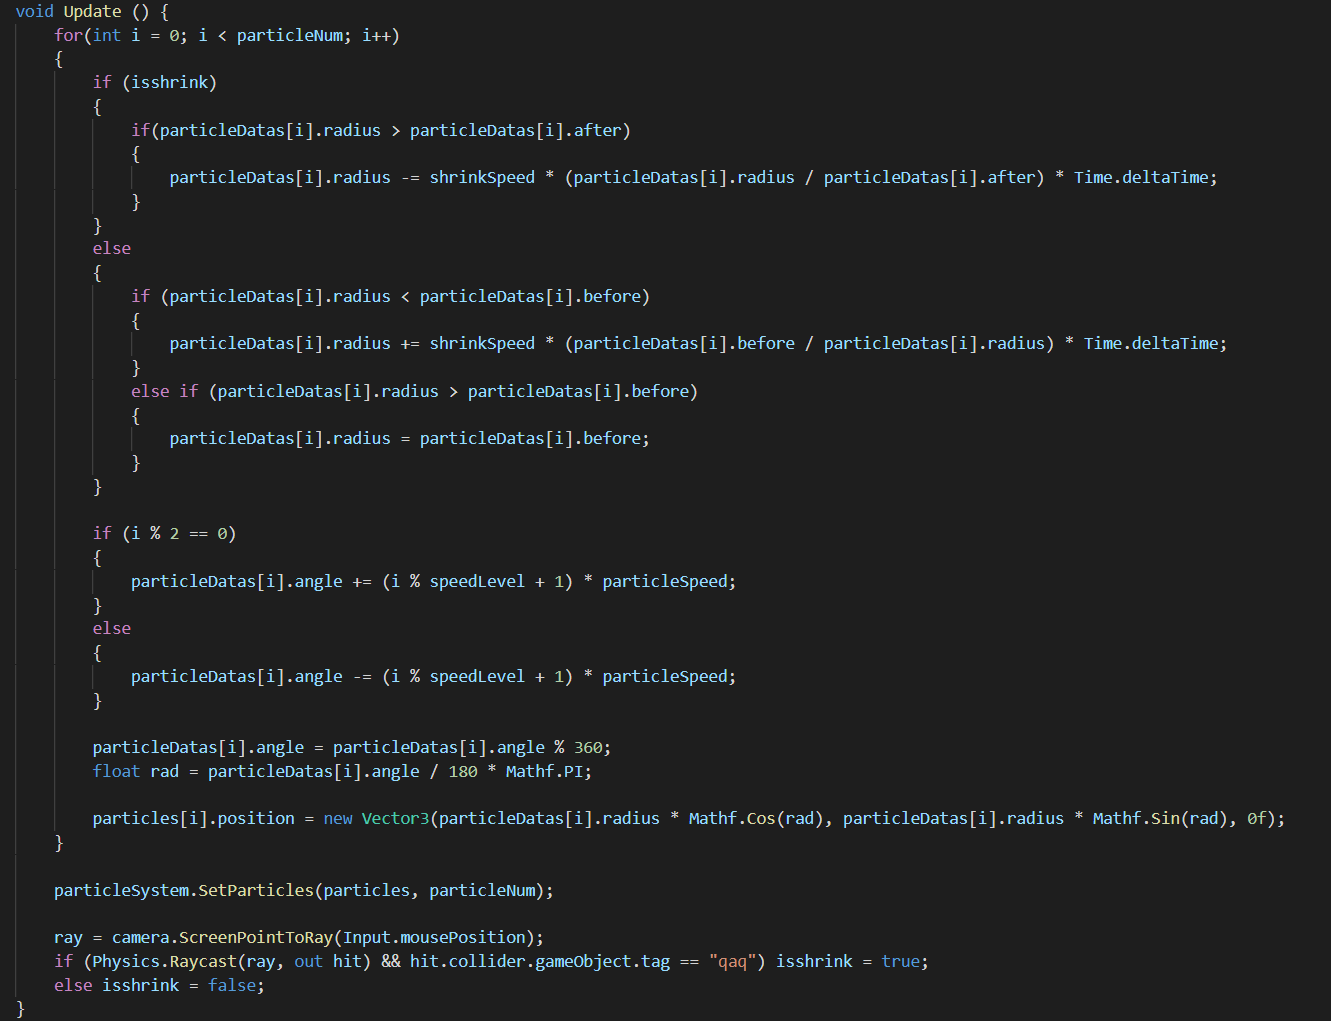 void Update () {
    for(int i = 0; i < particleNum; i++)
    {
        if (isshrink)
        {
            if(particleDatas[i].radius > particleDatas[i].after)
            {
                particleDatas[i].radius -= shrinkSpeed * (particleDatas[i].radius / particleDatas[i].after) * Time.deltaTime;
            }
        }
        else
        {
            if (particleDatas[i].radius < particleDatas[i].before)
            {
                particleDatas[i].radius += shrinkSpeed * (particleDatas[i].before / particleDatas[i].radius) * Time.deltaTime;
            }
            else if (particleDatas[i].radius > particleDatas[i].before)
            {
                particleDatas[i].radius = particleDatas[i].before;
            }
        }

        if (i % 2 == 0)
        {
            particleDatas[i].angle += (i % speedLevel + 1) * particleSpeed;
        }
        else
        {
            particleDatas[i].angle -= (i % speedLevel + 1) * particleSpeed;
        }

        particleDatas[i].angle = particleDatas[i].angle % 360;
        float rad = particleDatas[i].angle / 180 * Mathf.PI;

        particles[i].position = new Vector3(particleDatas[i].radius * Mathf.Cos(rad), particleDatas[i].radius * Mathf.Sin(rad), 0f);
    }

    particleSystem.SetParticles(particles, particleNum);

    ray = camera.ScreenPointToRay(Input.mousePosition);
    if (Physics.Raycast(ray, out hit) && hit.collider.gameObject.tag == "qaq") isshrink = true;
    else isshrink = false;
}